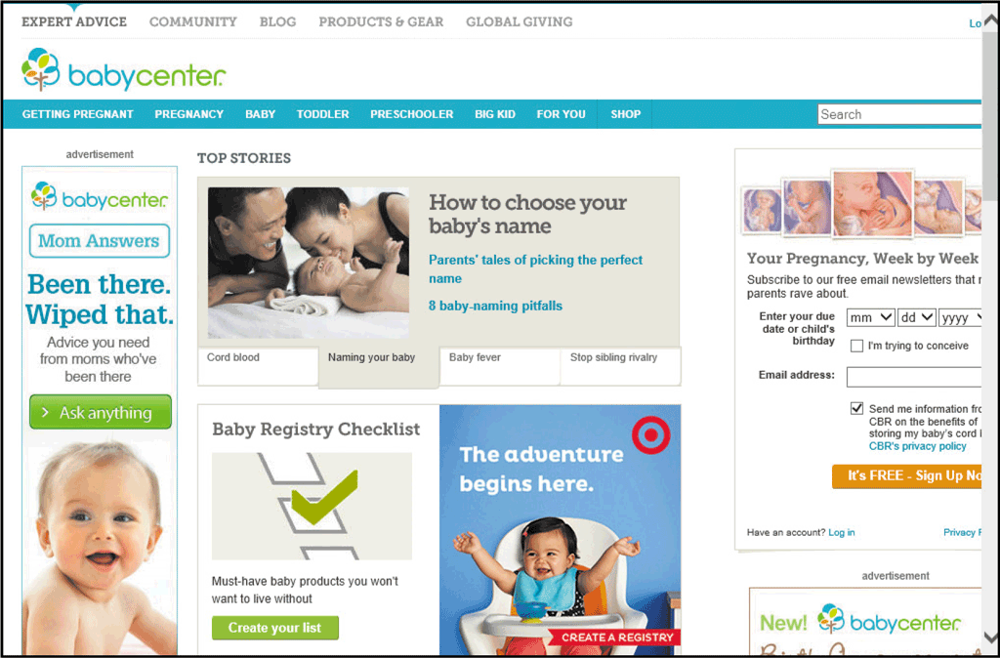 EXPERT ADVICE COMMUNITY BLOG PRODUCTS & GEAR GLOBAL GIVING
Lo
babycenter
GETTING PREGNANT PREGNANCY BABY TODDLER PRESCHOOLER BIG KID FOR YOU SHOP
Search
advertisement
babycenter
Mom Answers
Been there.
Wiped that.
Advice you need
from moms who've
been there
> Ask anything
TOP STORIES
How to choose your
baby's name
Parents' tales of picking the perfect
name
8 baby-naming pitfalls
Cord blood
Naming your baby
Baby fever
Stop sibling rivalry
Baby Registry Checklist
Must-have baby products you won't
want to live without
Create your list
The adventure
begins here.
CREATE A REGISTRY
Your Pregnancy, Week by Week
Subscribe to our free email newsletters that
parents rave about.
Enter your due
date or child's
birthday
mm dd yyyy
I'm trying to conceive
Email address:
Send me information fro
CBR on the benefits of
storing my baby's cord
CBR's privacy policy
It's FREE - Sign Up No
Have an account? Log in
Privacy
advertisement
New! babycenter